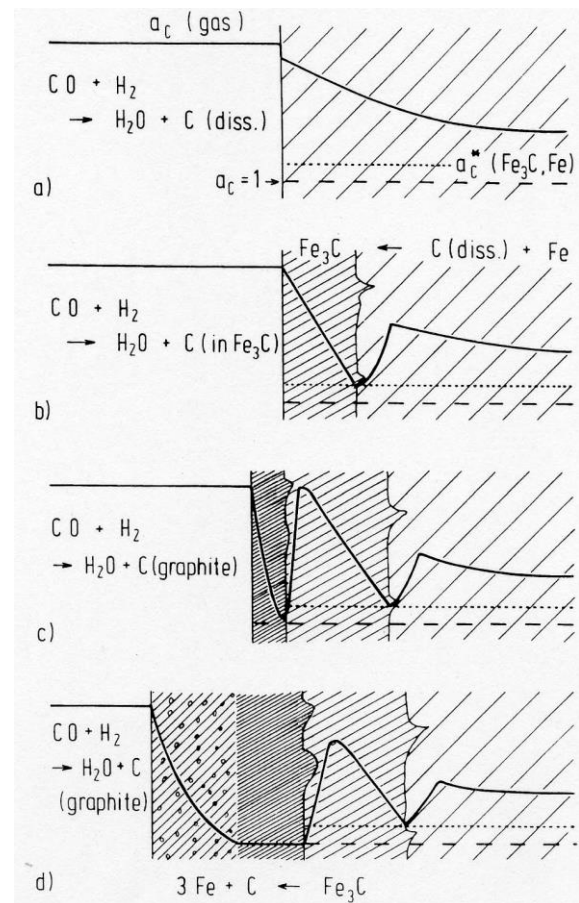 a_C (gas)
CO + H₂
→ H₂O + C (diss.)
a_C^* (Fe₃C, Fe)
a_C = 1→
a)
Fe₃C ← C (diss.) + Fe
CO + H₂
→ H₂O + C (in Fe₃C)
b)
CO + H₂
→ H₂O + C (graphite)
c)
CO + H₂
→ H₂O + C
(graphite)
d)
3 Fe + C ← Fe₃C